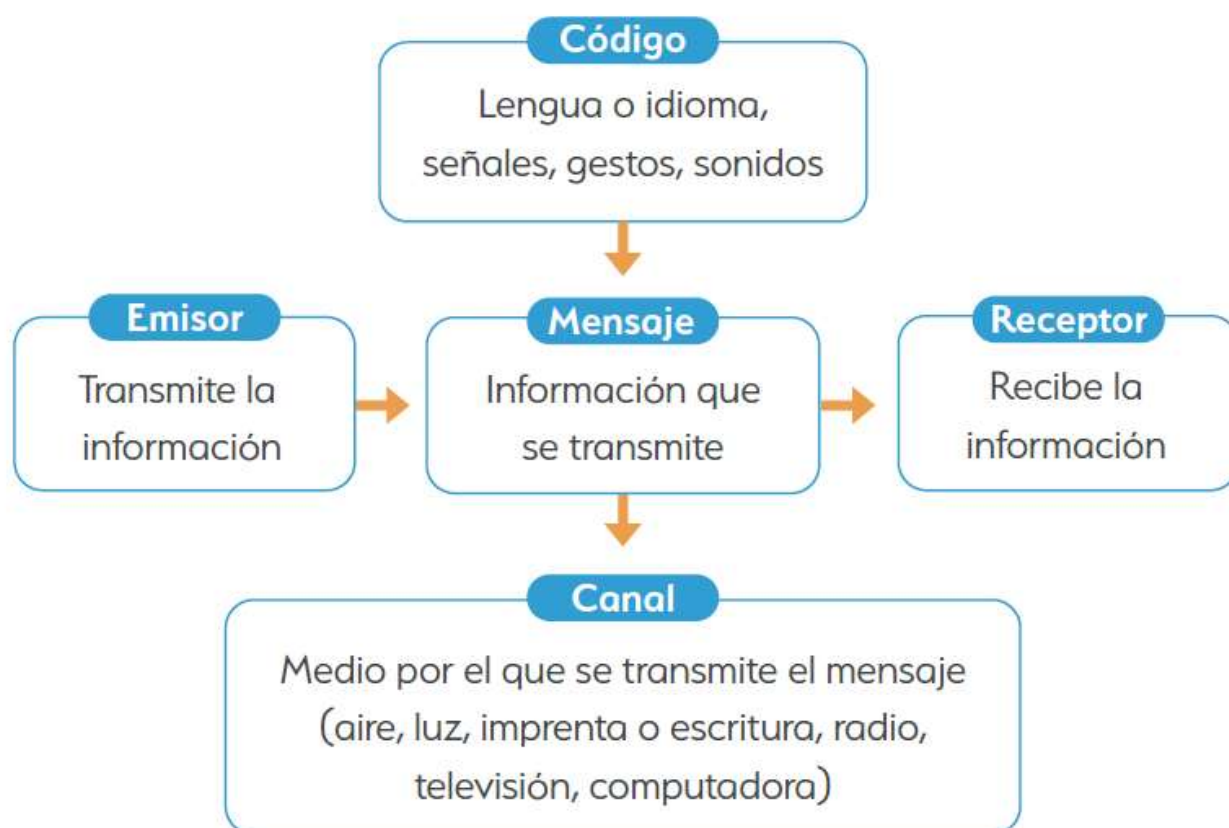 Código
Lengua o idioma,
señales, gestos, sonidos
Emisor
Transmite la
información
Mensaje
Información que
se transmite
Receptor
Recibe la
información
Canal
Medio por el que se transmite el mensaje
(aire, luz, imprenta o escritura, radio,
televisión, computadora)